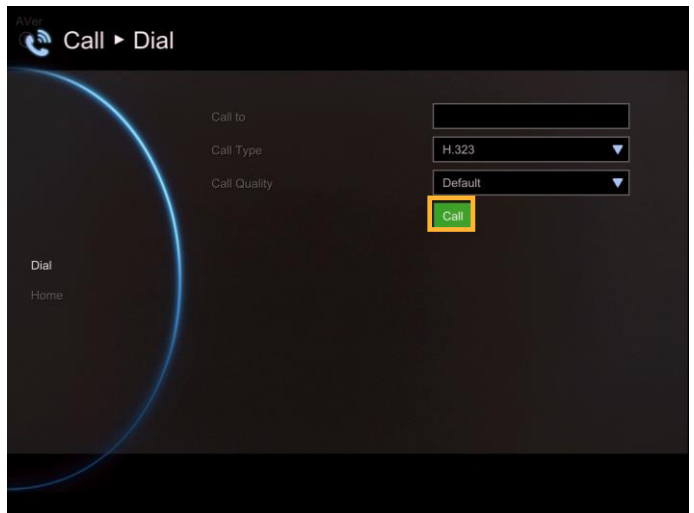 AVer
Call ► Dial
Call to
Call Type H.323 ▼
Call Quality Default ▼
Call
Dial
Home